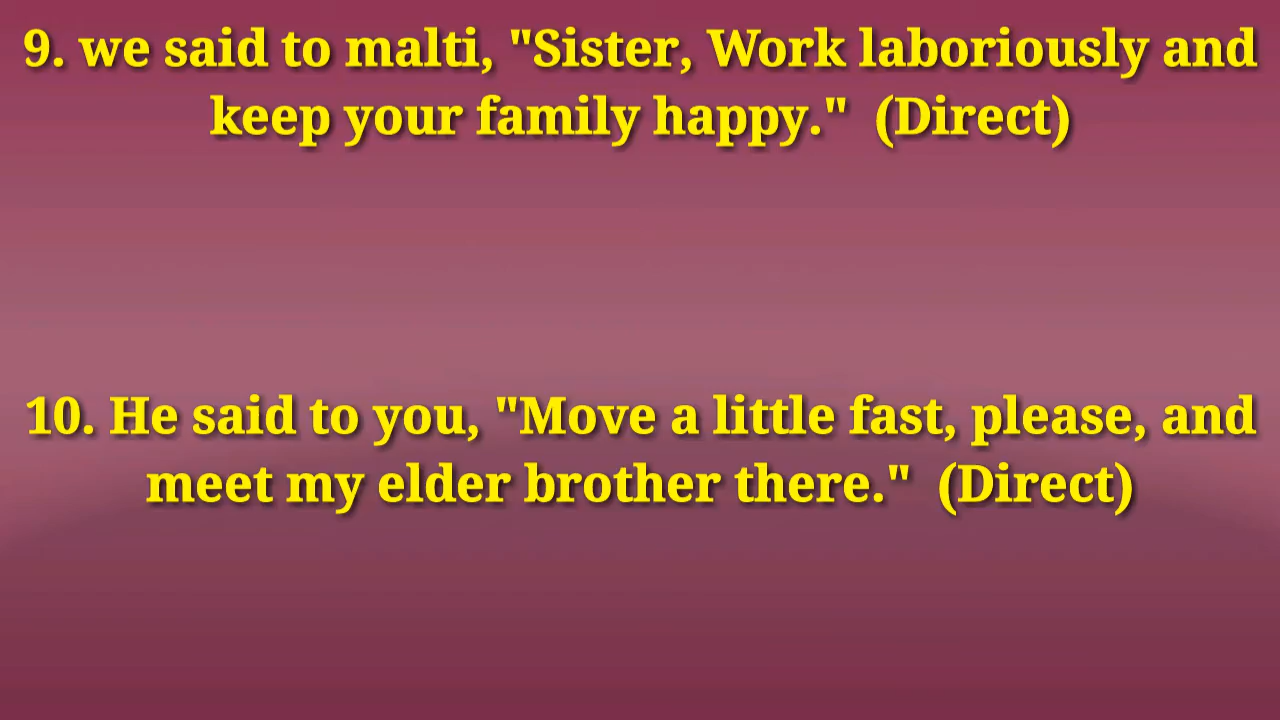 9. we said to malti, "Sister, Work laboriously and
keep your family happy." (Direct)
10. He said to you, "Move a little fast, please, and
meet my elder brother there." (Direct)